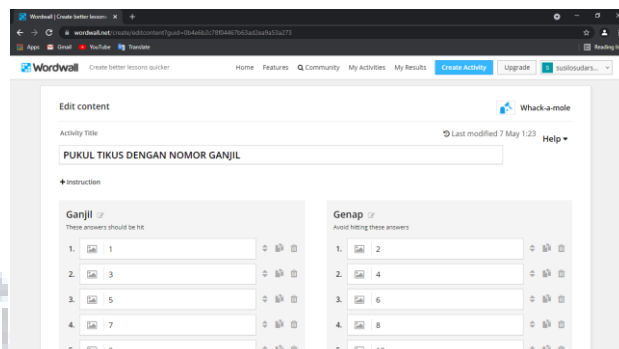 Wordwall | Create better lessons
wordwall.net/create/editcontent?guid=
Apps Gmail YouTube Translate Reading
Wordwall Create better lessons quicker Home Features Community My Activities My Results Create Activity Upgrade S susilosudars...
Edit content Whack-a-mole
Activity Title Last modified 7 May 1:23 Help
PUKUL TIKUS DENGAN NOMOR GANJIL
+ Instruction
Ganjil Genap
These answers should be hit Avoid hitting these answers
1. 1 1. 2
2. 3 2. 4
3. 5 3. 6
4. 7 4. 8